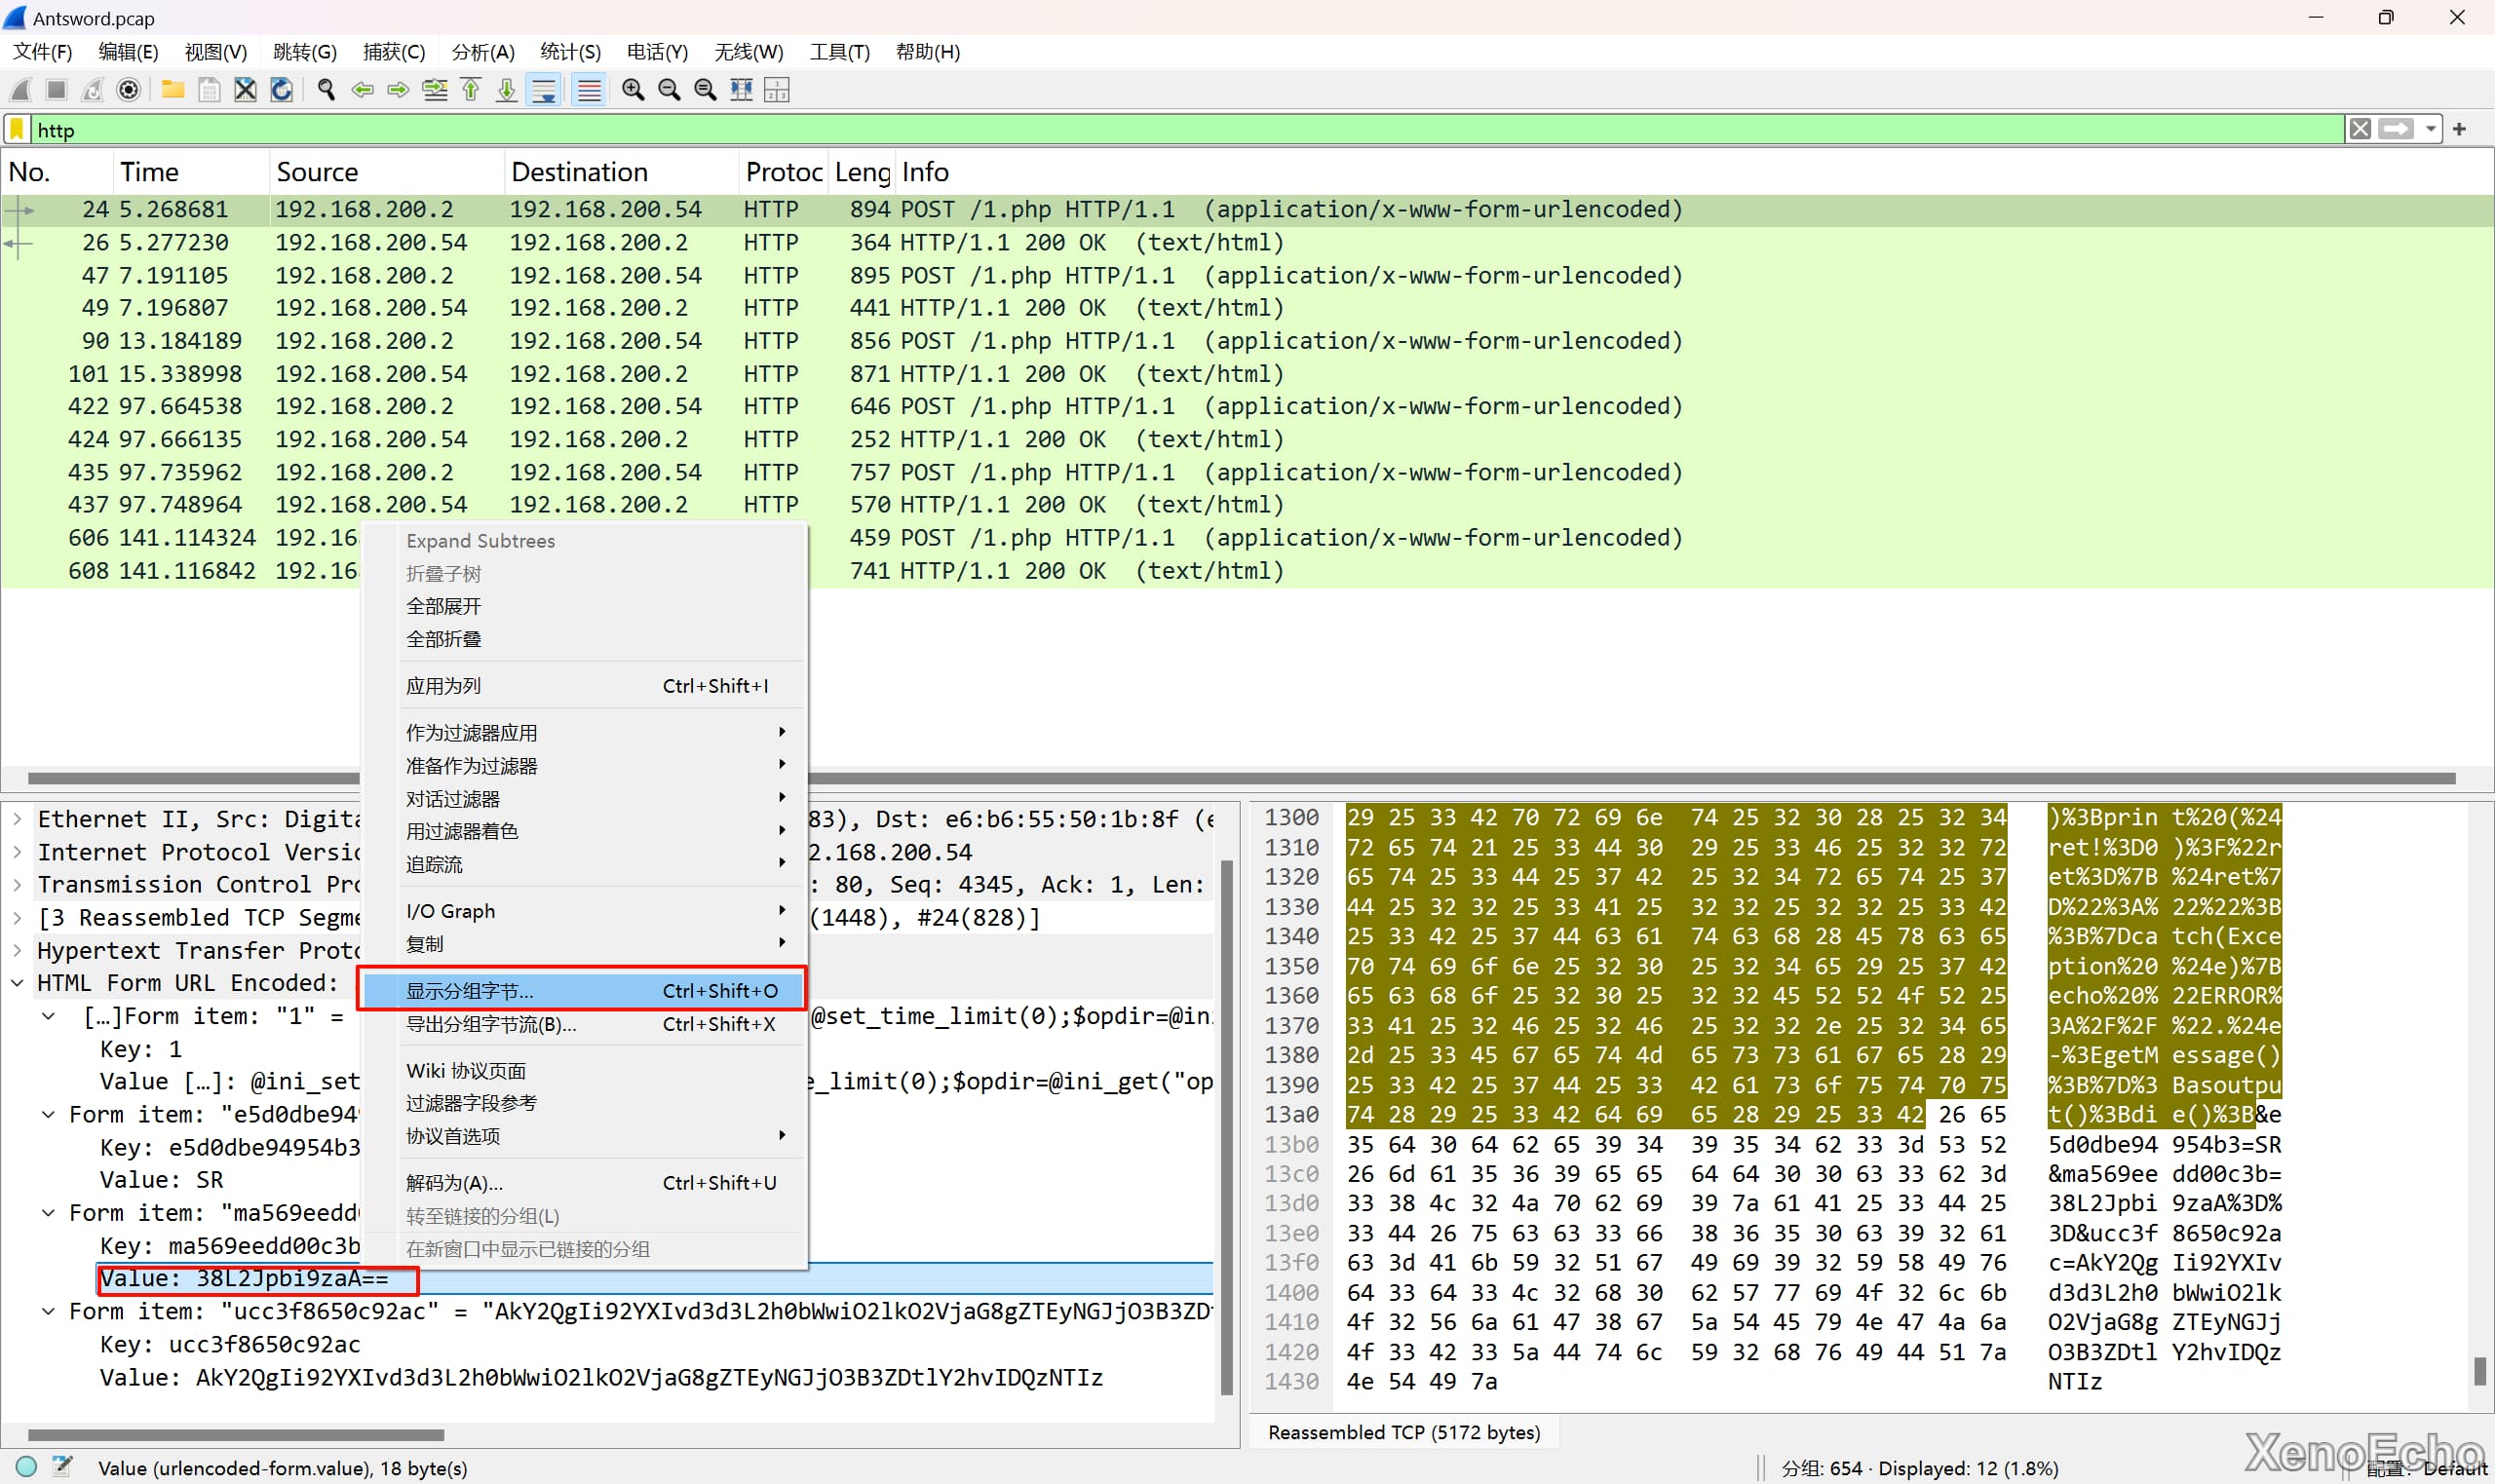 Antsword.pcap
文件(F) 编辑(E) 视图(V) 跳转(G) 捕获(C) 分析(A) 统计(S) 电话(Y) 无线(W) 工具(T) 帮助(H)
http
No. Time Source Destination Protoc Leng Info
24 5.268681 192.168.200.2 192.168.200.54 HTTP 894 POST /1.php HTTP/1.1 (application/x-www-form-urlencoded)
26 5.277230 192.168.200.54 192.168.200.2 HTTP 364 HTTP/1.1 200 OK (text/html)
47 7.191105 192.168.200.2 192.168.200.54 HTTP 895 POST /1.php HTTP/1.1 (application/x-www-form-urlencoded)
49 7.196807 192.168.200.54 192.168.200.2 HTTP 441 HTTP/1.1 200 OK (text/html)
90 13.184189 192.168.200.2 192.168.200.54 HTTP 856 POST /1.php HTTP/1.1 (application/x-www-form-urlencoded)
101 15.338998 192.168.200.54 192.168.200.2 HTTP 871 HTTP/1.1 200 OK (text/html)
422 97.664538 192.168.200.2 192.168.200.54 HTTP 646 POST /1.php HTTP/1.1 (application/x-www-form-urlencoded)
424 97.666135 192.168.200.54 192.168.200.2 HTTP 252 HTTP/1.1 200 OK (text/html)
435 97.735962 192.168.200.2 192.168.200.54 HTTP 757 POST /1.php HTTP/1.1 (application/x-www-form-urlencoded)
437 97.748964 192.168.200.54 192.168.200.2 HTTP 570 HTTP/1.1 200 OK (text/html)
606 141.114324 192.16 459 POST /1.php HTTP/1.1 (application/x-www-form-urlencoded)
608 141.116842 192.16 741 HTTP/1.1 200 OK (text/html)
Expand Subtrees
折叠子树
全部展开
全部折叠
应用为列 Ctrl+Shift+I
作为过滤器应用
准备作为过滤器
对话过滤器
用过滤器着色
追踪流
I/O Graph
复制
显示分组字节... Ctrl+Shift+O
导出分组字节流(B)... Ctrl+Shift+X
Wiki 协议页面
过滤器字段参考
协议首选项
解码为(A)... Ctrl+Shift+U
转至链接的分组(L)
在新窗口中显示已链接的分组
Ethernet II, Src: Digita 83), Dst: e6:b6:55:50:1b:8f (e
Internet Protocol Versio 2.168.200.54
Transmission Control Pro : 80, Seq: 4345, Ack: 1, Len:
[3 Reassembled TCP Segme (1448), #24(828)]
Hypertext Transfer Proto
HTML Form URL Encoded:
[…]Form item: "1" = @set_time_limit(0);$opdir=@in
Key: 1
Value […]: @ini_set e_limit(0);$opdir=@ini_get("op
Form item: "e5d0dbe949
Key: e5d0dbe94954b3
Value: SR
Form item: "ma569eedd
Key: ma569eedd00c3b
Value: 38L2Jpbi9zaA==
Form item: "ucc3f8650c92ac" = "AkY2QgIi92YXIvd3d3L2h0bWwiO2lkO2VjaG8gZTEyNGJjO3B3ZD
Key: ucc3f8650c92ac
Value: AkY2QgIi92YXIvd3d3L2h0bWwiO2lkO2VjaG8gZTEyNGJjO3B3ZDtlY2hvIDQzNTIz
1300 29 25 33 42 70 72 69 6e 74 25 32 30 28 25 32 34 )%3Bprin t%20(%24
1310 72 65 74 21 25 33 44 30 29 25 33 46 25 32 32 72 ret!%3D0 )%3F%22r
1320 65 74 25 33 44 25 37 42 25 32 34 72 65 74 25 37 et%3D%7B %24ret%7
1330 44 25 32 32 25 33 41 25 32 32 25 32 32 25 33 42 D%22%3A% 22%22%3B
1340 25 33 42 25 37 44 63 61 74 63 68 28 45 78 63 65 %3B%7Dca tch(Exce
1350 70 74 69 6f 6e 25 32 30 25 32 34 65 29 25 37 42 ption%20 %24e)%7B
1360 65 63 68 6f 25 32 30 25 32 32 45 52 52 4f 52 25 echo%20% 22ERROR%
1370 33 41 25 32 46 25 32 46 25 32 32 2e 25 32 34 65 3A%2F%2F %22.%24e
1380 2d 25 33 45 67 65 74 4d 65 73 73 61 67 65 28 29 -%3EgetM essage()
1390 25 33 42 25 37 44 25 33 42 61 73 6f 75 74 70 75 %3B%7D%3 Basoutpu
13a0 74 28 29 25 33 42 64 69 65 28 29 25 33 42 26 65 t()%3Bdi e()%3B&e
13b0 35 64 30 64 62 65 39 34 39 35 34 62 33 3d 53 52 5d0dbe94 954b3=SR
13c0 26 6d 61 35 36 39 65 65 64 64 30 30 63 33 62 3d &ma569ee dd00c3b=
13d0 33 38 4c 32 4a 70 62 69 39 7a 61 41 25 33 44 25 38L2Jpbi 9zaA%3D%
13e0 33 44 26 75 63 63 33 66 38 36 35 30 63 39 32 61 3D&ucc3f 8650c92a
13f0 63 3d 41 6b 59 32 51 67 49 69 39 32 59 58 49 76 c=AkY2Qg Ii92YXIv
1400 64 33 64 33 4c 32 68 30 62 57 77 69 4f 32 6c 6b d3d3L2h0 bWwiO2lk
1410 4f 32 56 6a 61 47 38 67 5a 54 45 79 4e 47 4a 6a O2VjaG8g ZTEyNGJj
1420 4f 33 42 33 5a 44 74 6c 59 32 68 76 49 44 51 7a O3B3ZDtl Y2hvIDQz
1430 4e 54 49 7a NTIz
Reassembled TCP (5172 bytes)
Value (urlencoded-form.value), 18 byte(s) 分组: 654 · Displayed: 12 (1.8%) 配置: Default
XenoEcho